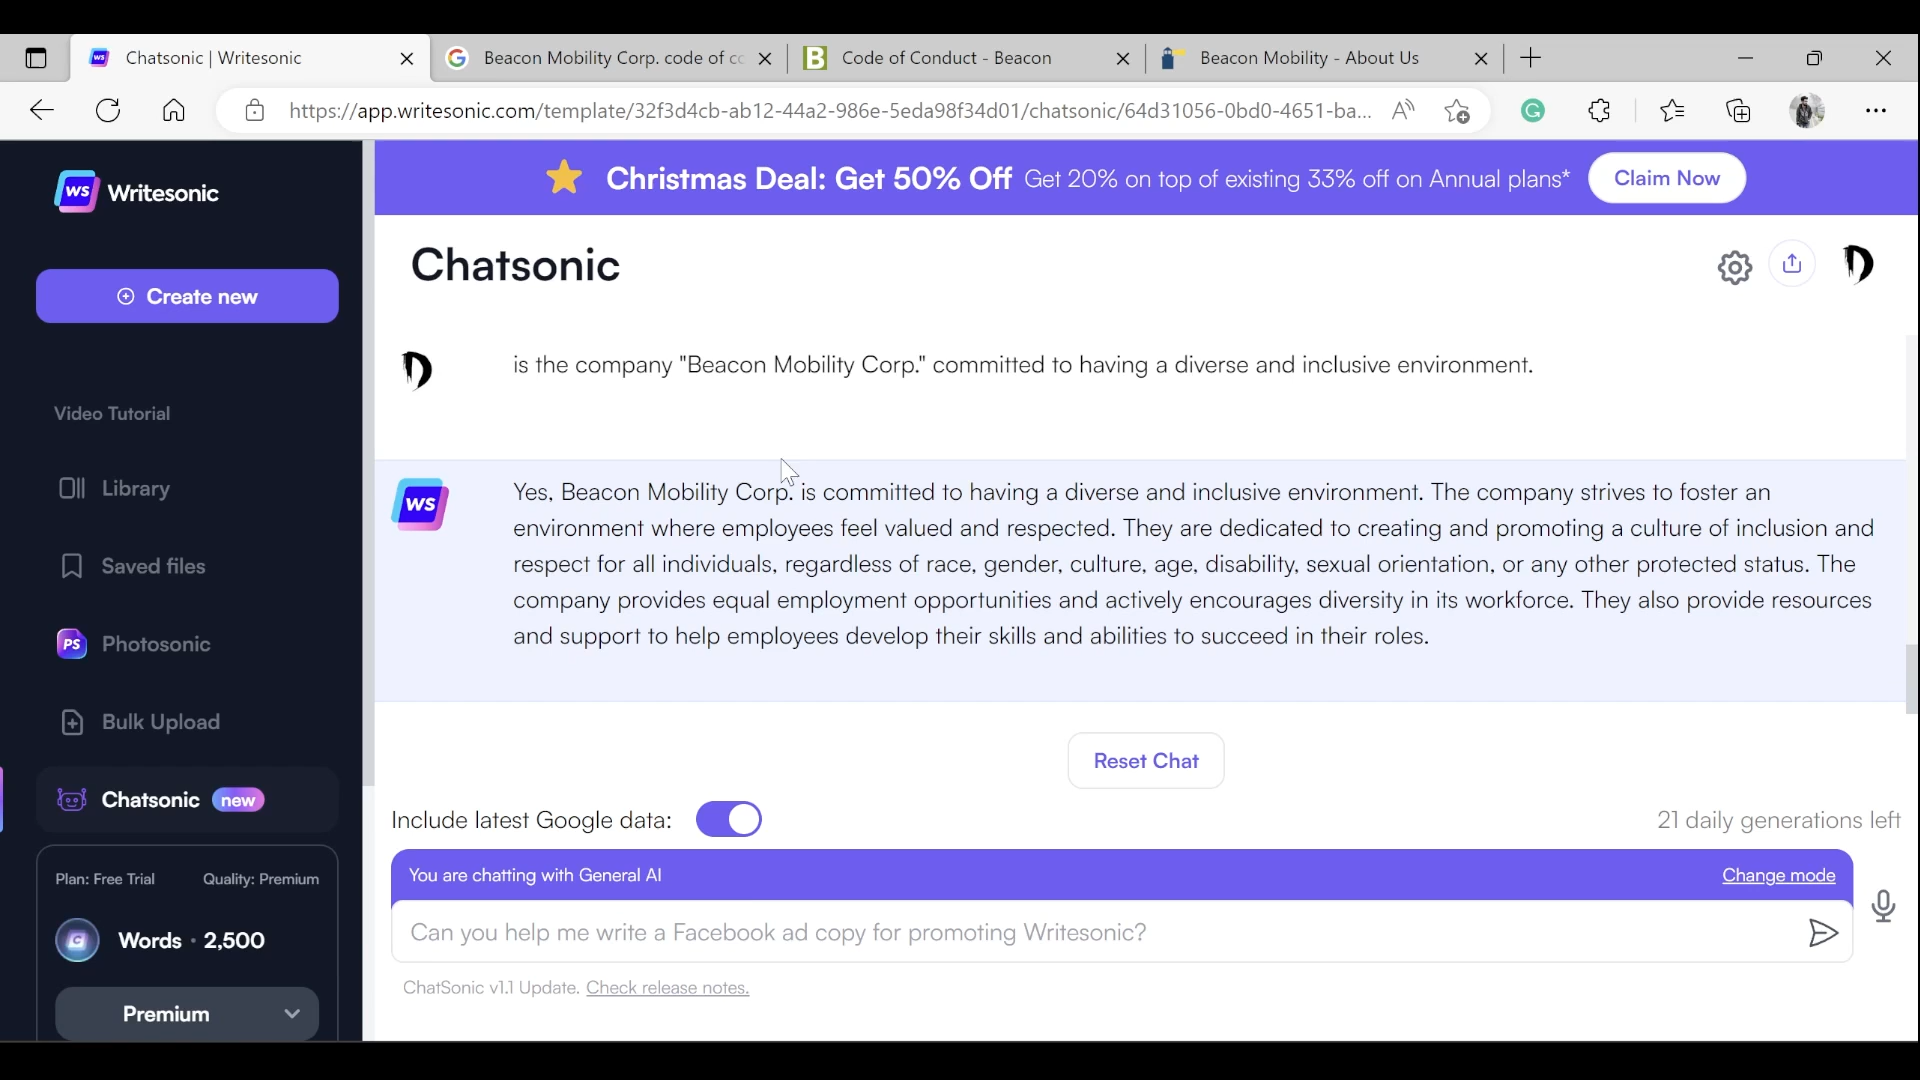 Chatsonic | Writesonic
Beacon Mobility Corp. code of cc
B
Code of Conduct - Beacon
Beacon Mobility - About Us
https://app.writesonic.com/template/32f3d4cb-ab12-44a2-986e-5eda98f34d01/chatsonic/64d31056-0bd0-4651-ba...
WS Writesonic
Christmas Deal: Get 50% Off Get 20% on top of existing 33% off on Annual plans*
Claim Now
Create new
Video Tutorial
Library
Saved files
PS Photosonic
Bulk Upload
Chatsonic new
Plan: Free Trial Quality: Premium
Words · 2,500
Premium
Chatsonic
is the company "Beacon Mobility Corp." committed to having a diverse and inclusive environment.
WS
Yes, Beacon Mobility Corp. is committed to having a diverse and inclusive environment. The company strives to foster an
environment where employees feel valued and respected. They are dedicated to creating and promoting a culture of inclusion and
respect for all individuals, regardless of race, gender, culture, age, disability, sexual orientation, or any other protected status. The
company provides equal employment opportunities and actively encourages diversity in its workforce. They also provide resources
and support to help employees develop their skills and abilities to succeed in their roles.
Reset Chat
Include latest Google data:
21 daily generations left
You are chatting with General AI
Change mode
Can you help me write a Facebook ad copy for promoting Writesonic?
ChatSonic v1.1 Update. Check release notes.